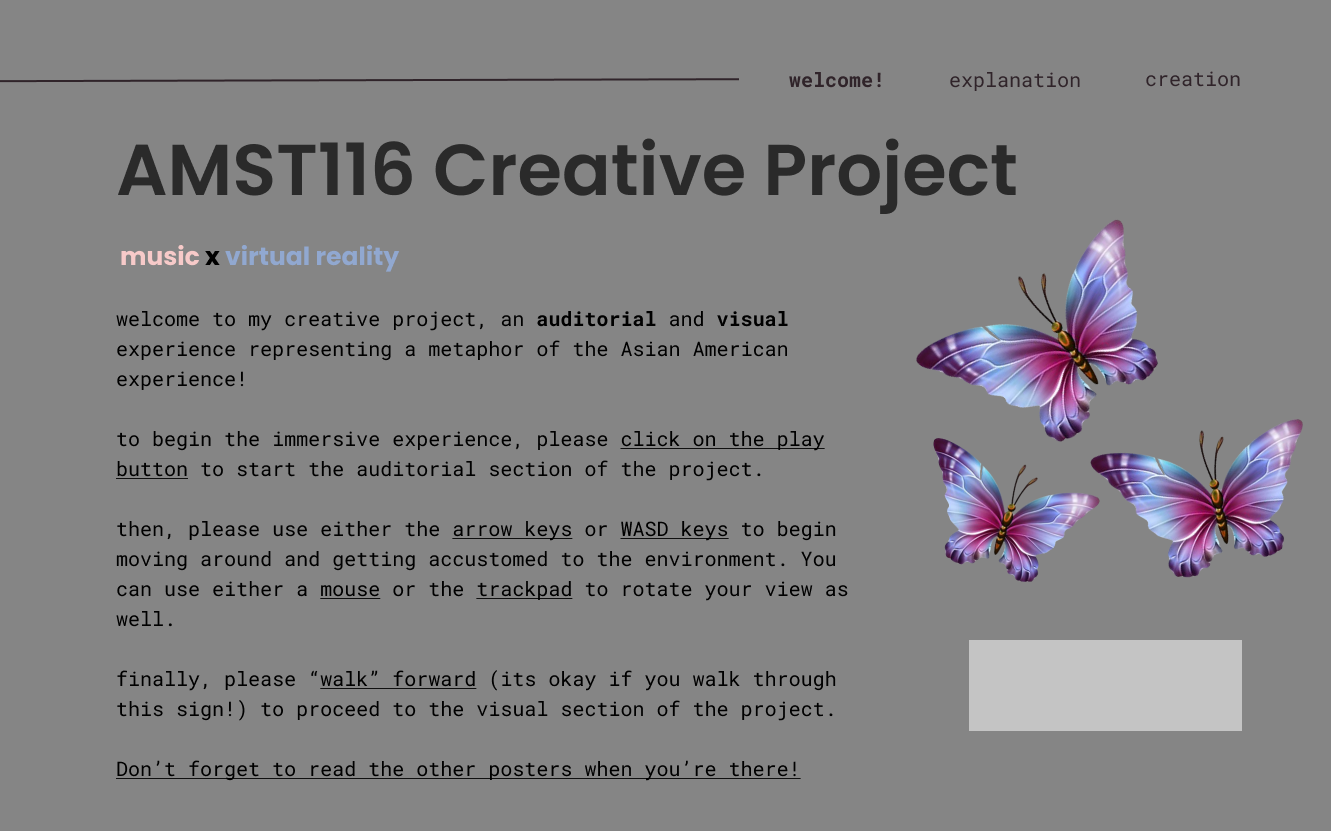 welcome! explanation creation
AMST116 Creative Project
music x virtual reality
welcome to my creative project, an auditorial and visual
experience representing a metaphor of the Asian American
experience!
to begin the immersive experience, please click on the play
button to start the auditorial section of the project.
then, please use either the arrow keys or WASD keys to begin
moving around and getting accustomed to the environment. You
can use either a mouse or the trackpad to rotate your view as
well.
finally, please “walk” forward (its okay if you walk through
this sign!) to proceed to the visual section of the project.
Don’t forget to read the other posters when you’re there!